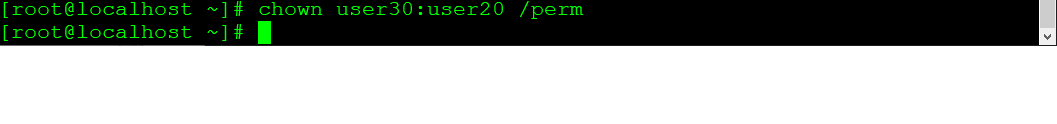 [root@localhost ~]# chown user30:user20 /perm
[root@localhost ~]#